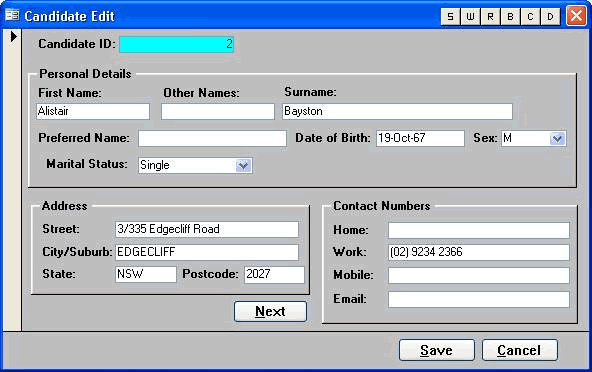 Candidate Edit S W R B C D
Candidate ID: 2
Personal Details
First Name: Other Names: Surname:
Alistair Bayston
Preferred Name: Date of Birth: 19-Oct-67 Sex: M
Marital Status: Single
Address
Street: 3/335 Edgecliff Road
City/Suburb: EDGECLIFF
State: NSW Postcode: 2027
Next
Contact Numbers
Home:
Work: (02) 9234 2366
Mobile:
Email:
Save Cancel